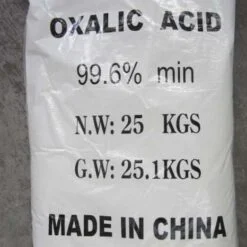 OXALIC ACID
99.6% min
N.W: 25 KGS
G.W: 25.1KGS
MADE IN CHINA